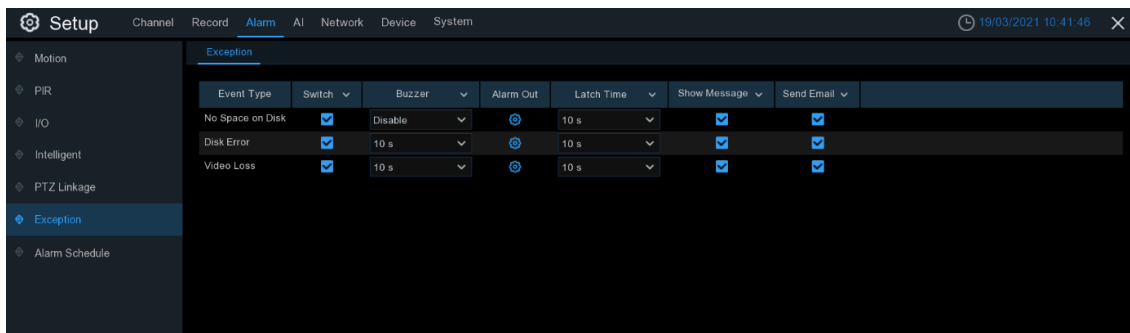 Setup Channel Record Alarm AI Network Device System 19/03/2021 10:41:46
Motion
PIR
I/O
Intelligent
PTZ Linkage
Exception
Alarm Schedule
Exception
Event Type Switch Buzzer Alarm Out Latch Time Show Message Send Email
No Space on Disk Disable 10 s
Disk Error 10 s 10 s
Video Loss 10 s 10 s